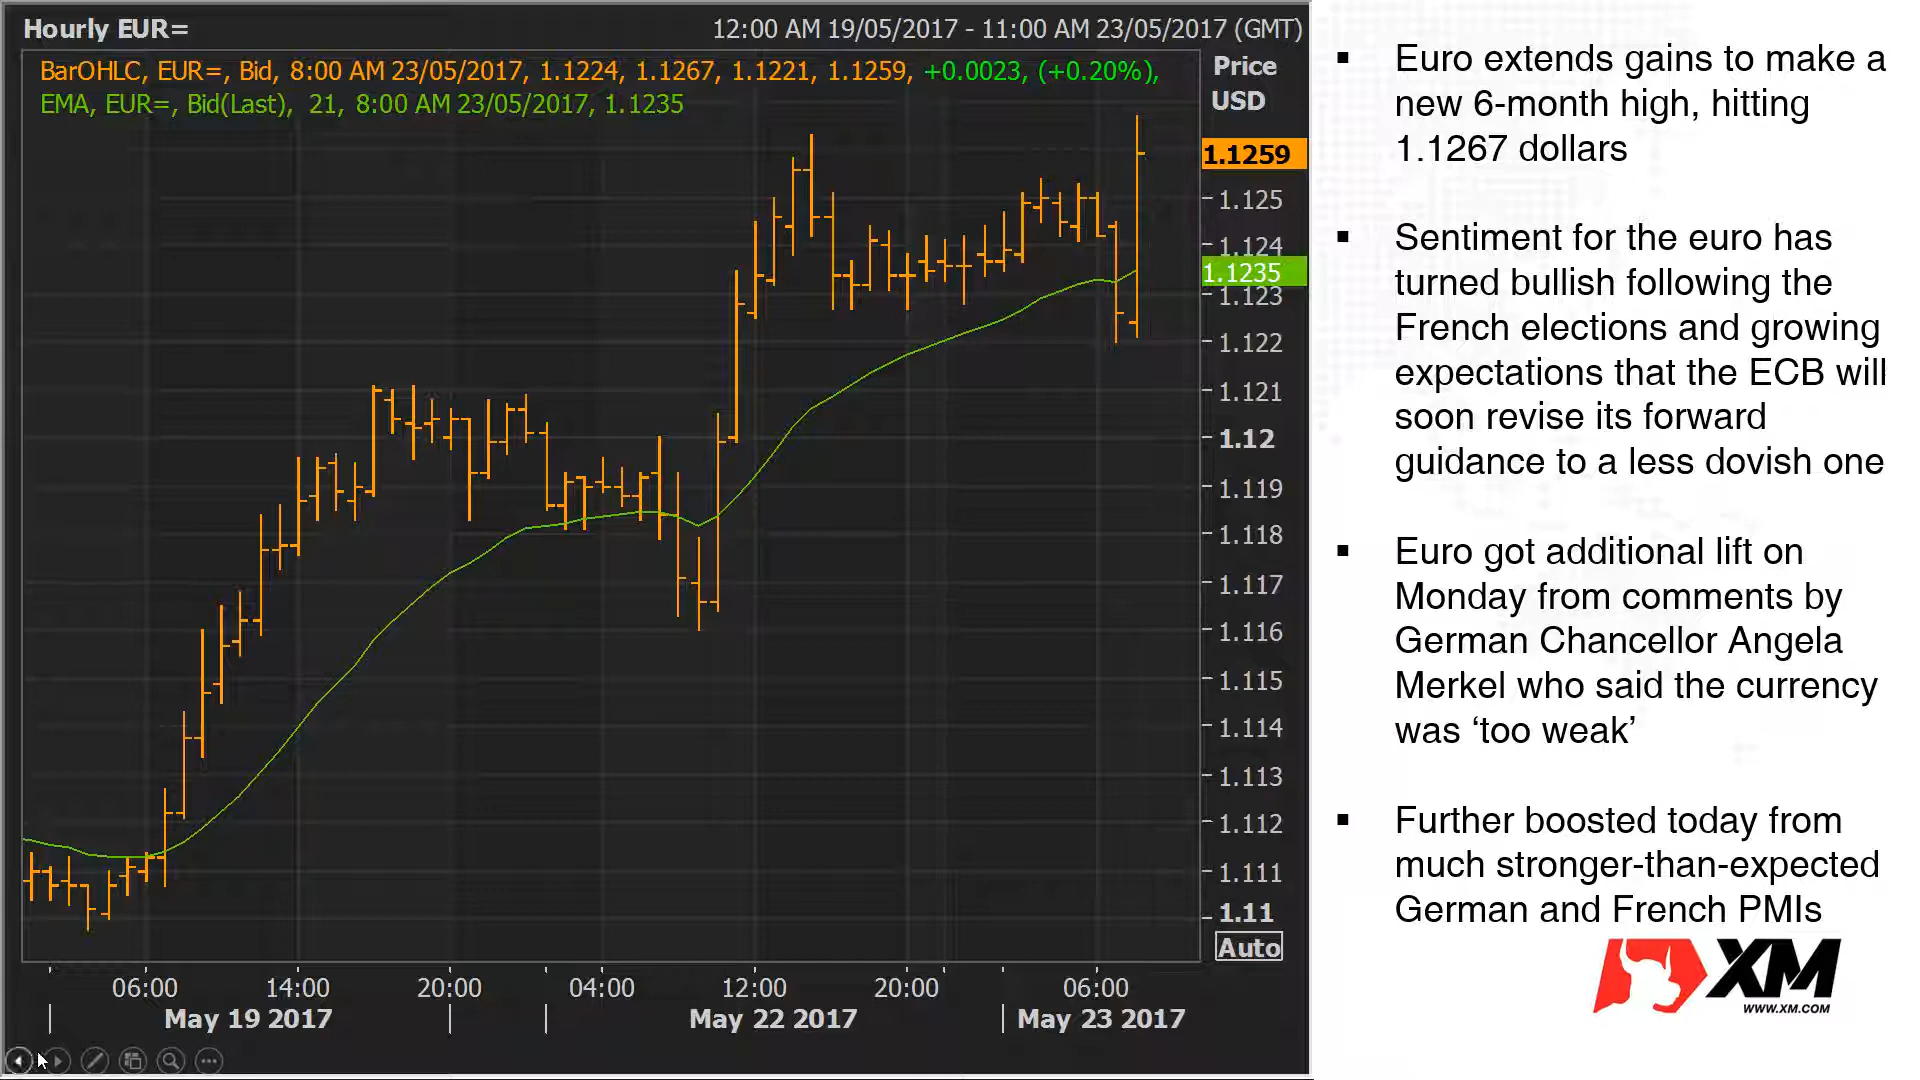 Hourly EUR=
12:00 AM 19/05/2017 - 11:00 AM 23/05/2017 (GMT)
BarOHLC, EUR=, Bid, 8:00 AM 23/05/2017, 1.1224, 1.1267, 1.1221, 1.1259, +0.0023, (+0.20%),
EMA, EUR=, Bid(Last), 21, 8:00 AM 23/05/2017, 1.1235
Price
USD
1.1259
1.125
1.124
1.1235
1.123
1.122
1.121
1.12
1.119
1.118
1.117
1.116
1.115
1.114
1.113
1.112
1.111
1.11
Auto
06:00 14:00 20:00 04:00 12:00 20:00 06:00
May 19 2017 May 22 2017 May 23 2017
▪ Euro extends gains to make a
new 6-month high, hitting
1.1267 dollars
▪ Sentiment for the euro has
turned bullish following the
French elections and growing
expectations that the ECB will
soon revise its forward
guidance to a less dovish one
▪ Euro got additional lift on
Monday from comments by
German Chancellor Angela
Merkel who said the currency
was ‘too weak’
▪ Further boosted today from
much stronger-than-expected
German and French PMIs
XM
WWW.XM.COM